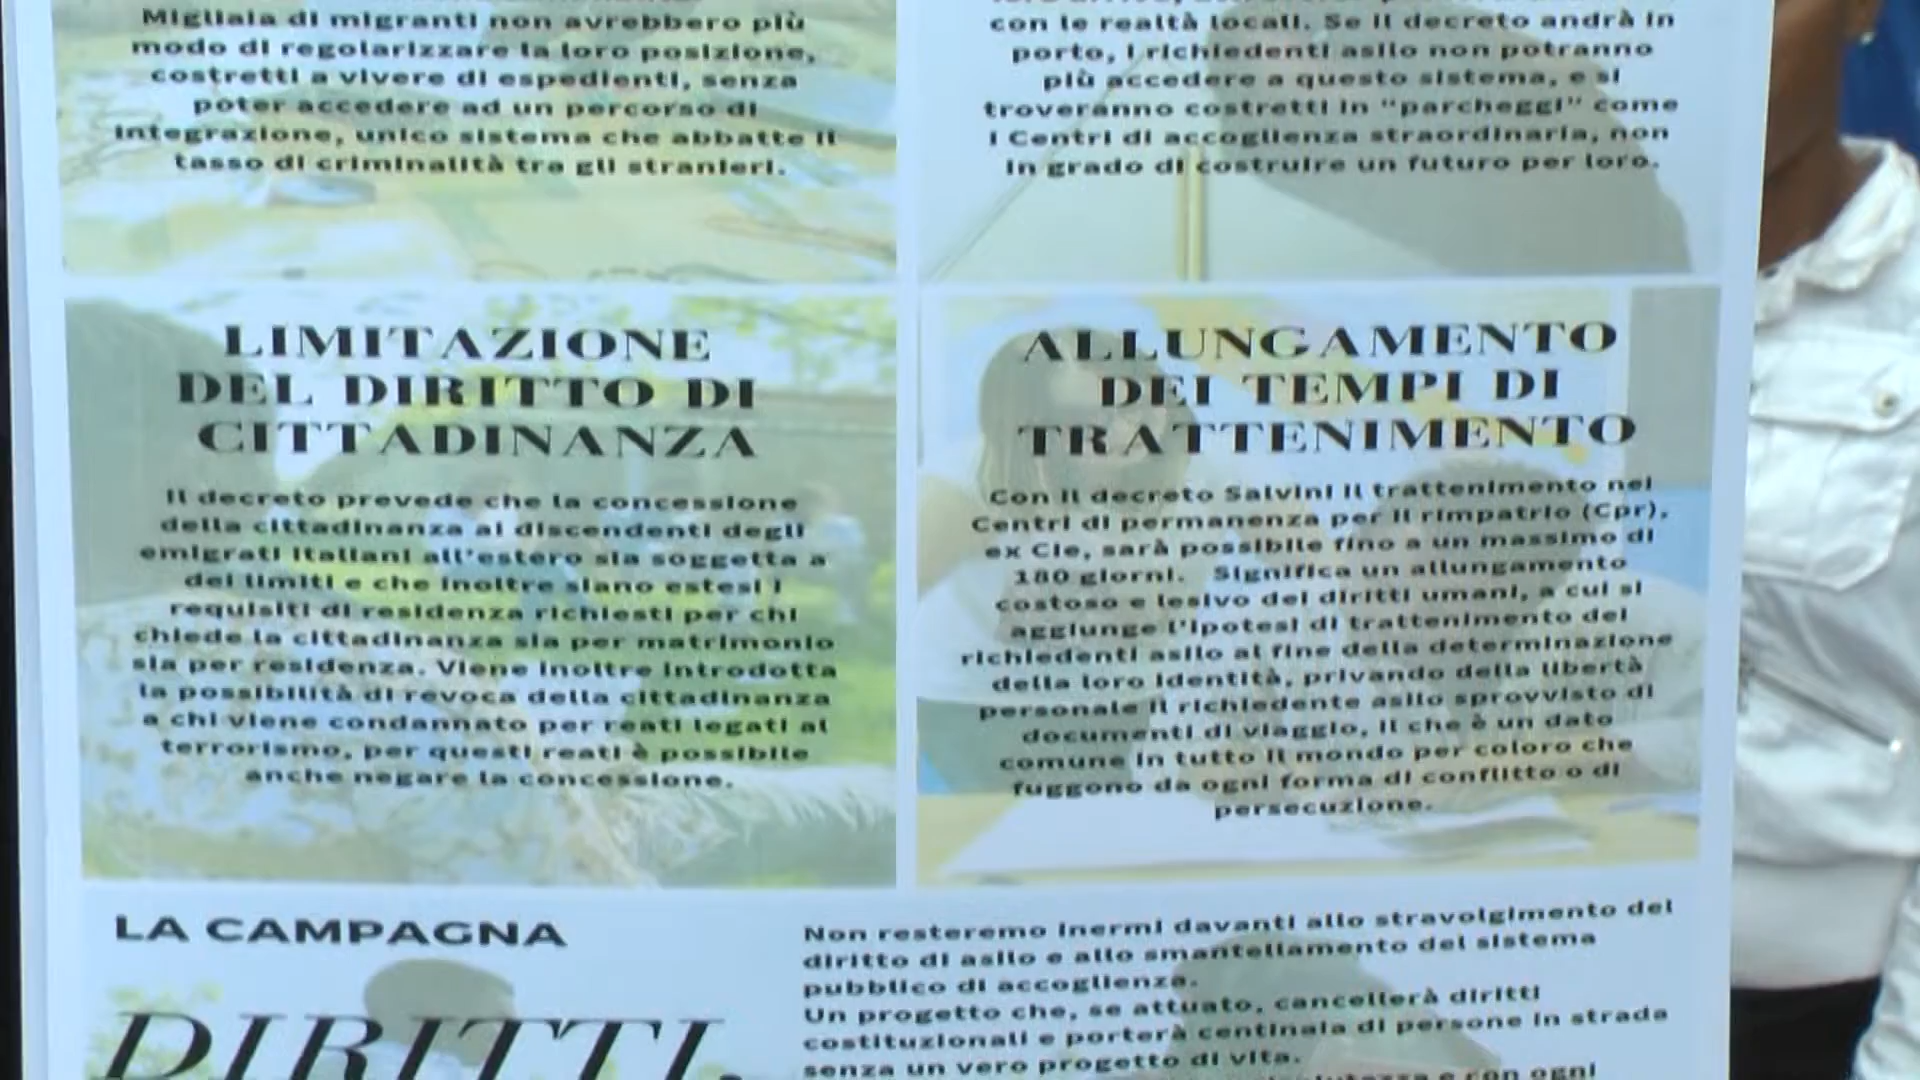 Migliaia di migranti non avrebbero più
modo di regolarizzare la loro posizione,
costretti a vivere di espedienti, senza
poter accedere ad un percorso di
integrazione, unico sistema che abbatte il
tasso di criminalità tra gli stranieri.
con le realtà locali. Se il decreto andrà in
porto, i richiedenti asilo non potranno
più accedere a questo sistema, e si
troveranno costretti in "parcheggi" come
i Centri di accoglienza straordinaria, non
in grado di costruire un futuro per loro.
LIMITAZIONE
DEL DIRITTO DI
CITTADINANZA
Il decreto prevede che la concessione
della cittadinanza ai discendenti degli
emigrati italiani all'estero sia soggetta a
dei limiti e che inoltre siano estesi i
requisiti di residenza richiesti per chi
chiede la cittadinanza sia per matrimonio
sia per residenza. Viene inoltre introdotta
la possibilità di revoca della cittadinanza
a chi viene condannato per reati legati al
terrorismo, per questi reati è possibile
anche negare la concessione.
ALLUNGAMENTO
DEI TEMPI DI
TRATTENIMENTO
Con il decreto Salvini il trattenimento nei
Centri di permanenza per il rimpatrio (Cpr),
ex Cie, sarà possibile fino a un massimo di
180 giorni. Significa un allungamento
costoso e lesivo dei diritti umani, a cui si
aggiunge l'ipotesi di trattenimento dei
richiedenti asilo al fine della determinazione
della loro identità, privando della libertà
personale il richiedente asilo sprovvisto di
documenti di viaggio, il che è un dato
comune in tutto il mondo per coloro che
fuggono da ogni forma di conflitto o di
persecuzione.
LA CAMPAGNA
DIRITTI.
Non resteremo inermi davanti allo stravolgimento del
diritto di asilo e allo smantellamento del sistema
pubblico di accoglienza.
Un progetto che, se attuato, cancellerà diritti
costituzionali e porterà centinaia di persone in strada
senza un vero progetto di vita.
e con ogni